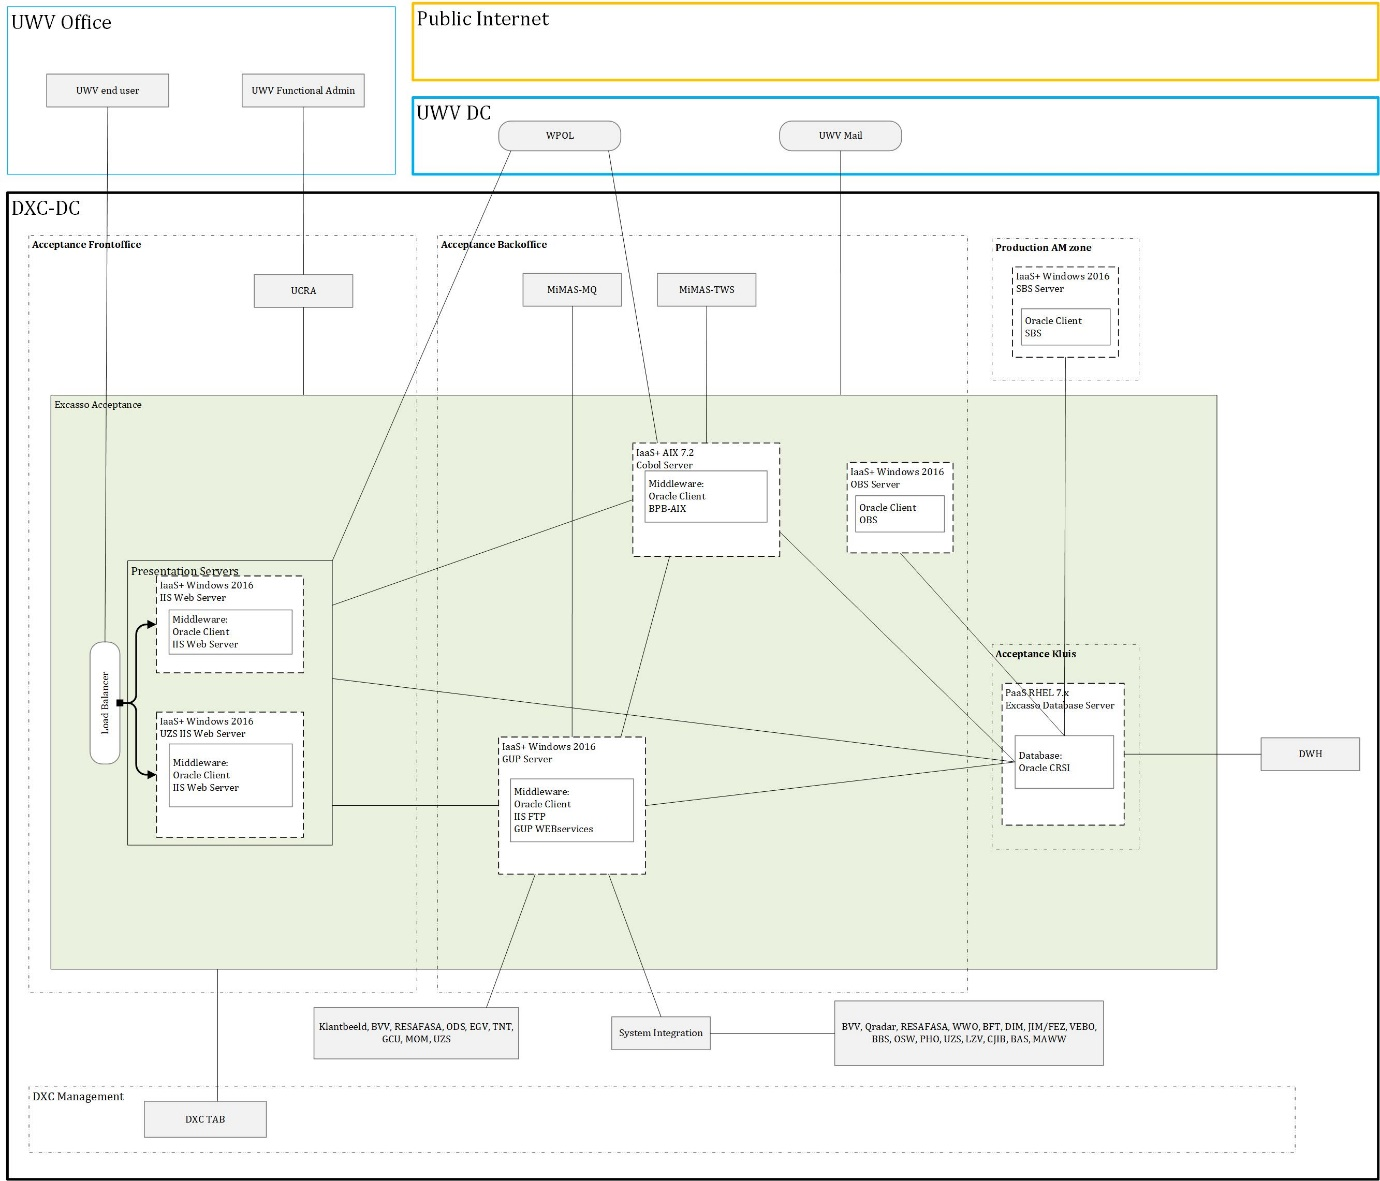 UWV Office
Public Internet
UWV end user
UWV Functional Admin
UWV DC
WPOL
UWV Mail
DXC-DC
Acceptance Frontoffice
Acceptance Backoffice
Production AM zone
IaaS+ Windows 2016
SBS Server
Oracle Client
SBS
UCRA
MiMAS-MQ
MiMAS-TWS
Excasso Acceptance
IaaS+ AIX 7.2
Cobol Server
Middleware:
Oracle Client
BPB-AIX
IaaS+ Windows 2016
OBS Server
Oracle Client
OBS
Presentation Servers
IaaS+ Windows 2016
IIS Web Server
Middleware:
Oracle Client
IIS Web Server
Load Balancer
IaaS+ Windows 2016
UZS IIS Web Server
Middleware:
Oracle Client
IIS Web Server
IaaS+ Windows 2016
GUP Server
Middleware:
Oracle Client
IIS FTP
GUP WEBservices
Acceptance Kluis
PaaS RHEL 7.x
Excasso Database Server
Database:
Oracle CRSI
DWH
Klantbeeld, BVV, RESAFASA, ODS, EGV, TNT,
GCU, MOM, UZS
System Integration
BVV, Qradar, RESAFASA, WWO, BFT, DIM, JIM/FEZ, VEBO,
BBS, OSW, PHO, UZS, LZV, CJIB, BAS, MAWW
DXC Management
DXC TAB